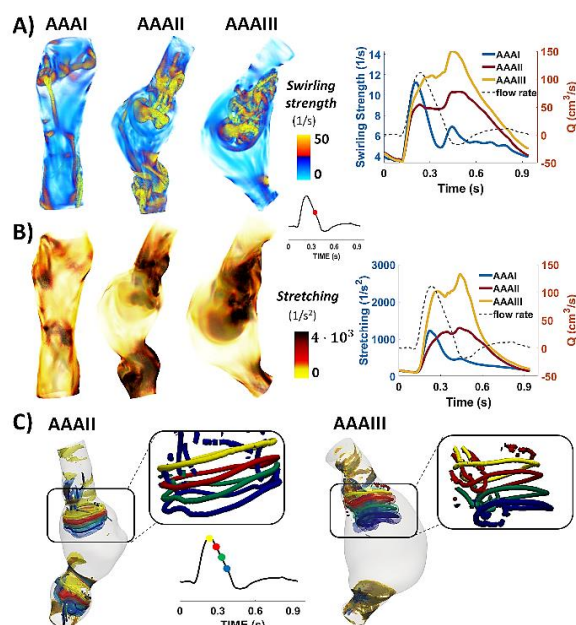 A)
AAAI AAAII AAAIII
Swirling
strength
(1/s)
50
0
Swirling Strength (1/s)
14
12
10
8
6
4
AAAI
AAAII
AAAIII
flow rate
150
100
50
0
-50
Q (cm³/s)
0 0.3 0.6 0.9
Time (s)
0 0.3 0.6 0.9
TIME (s)
B)
Stretching
(1/s²)
4 · 10³
0
Stretching (1/s²)
3000
2000
1000
0
AAAI
AAAII
AAAIII
flow rate
150
100
50
0
-50
Q (cm³/s)
0 0.3 0.6 0.9
Time (s)
C)
AAAII AAAIII
0 0.3 0.6 0.9
TIME (s)